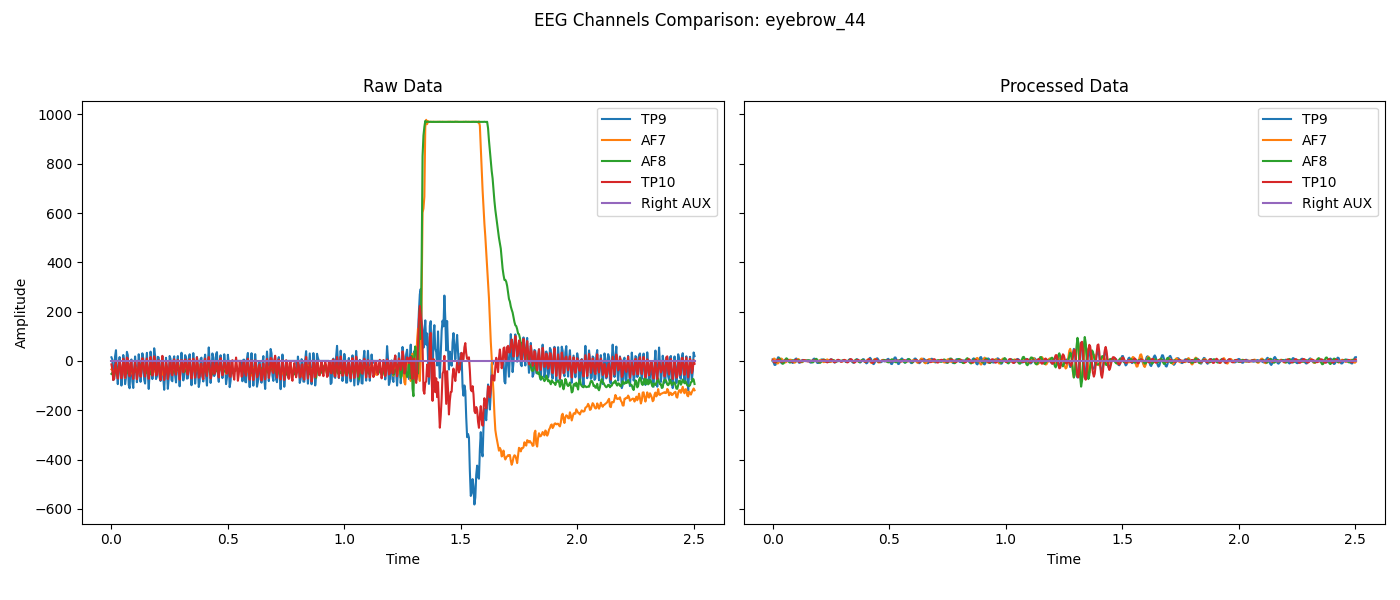 EEG Channels Comparison: eyebrow_44
Raw Data
Processed Data
1000
800
600
400
200
0
−200
−400
−600
Amplitude
TP9
AF7
AF8
TP10
Right AUX
TP9
AF7
AF8
TP10
Right AUX
0.0 0.5 1.0 1.5 2.0 2.5
0.0 0.5 1.0 1.5 2.0 2.5
Time
Time